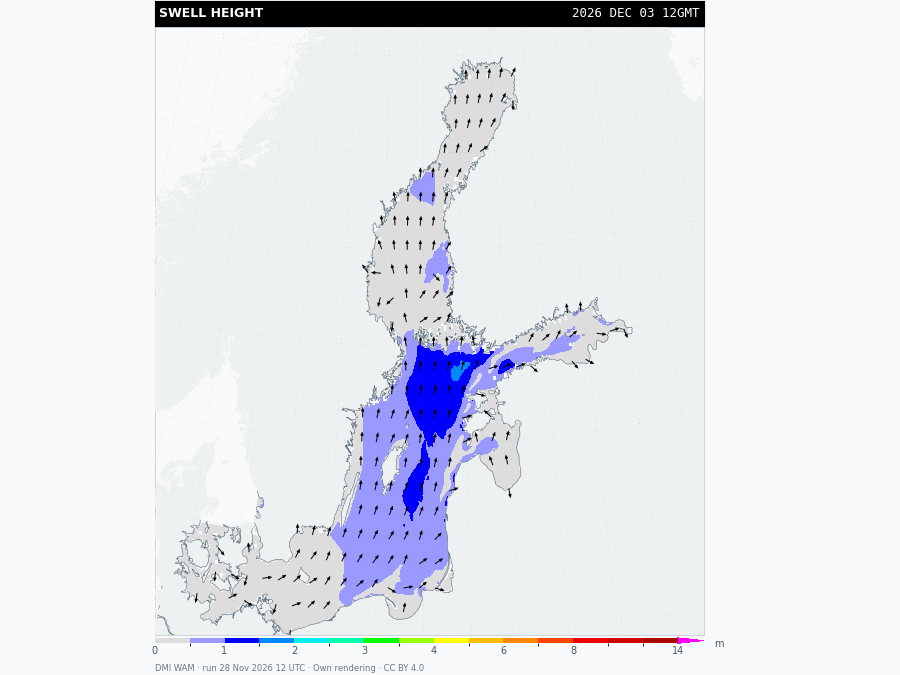 SWELL HEIGHT 2026 DEC 03 12GMT
0 1 2 3 4 6 8 14 m
DMI WAM · run 28 Nov 2026 12 UTC · Own rendering · CC BY 4.0